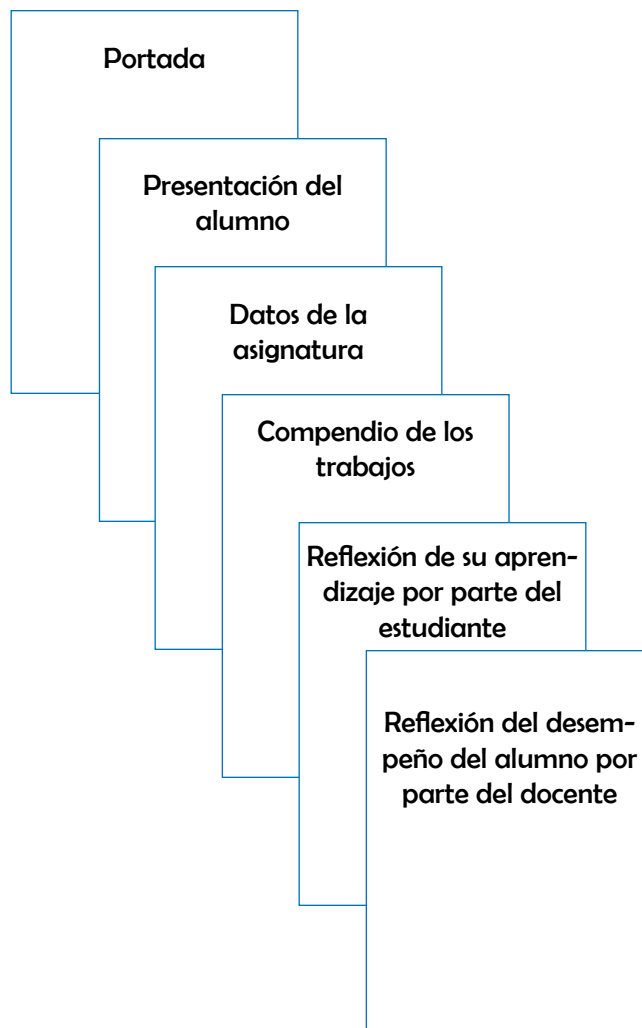 Portada
Presentación del
alumno
Datos de la
asignatura
Compendio de los
trabajos
Reflexión de su apren-
dizaje por parte del
estudiante
Reflexión del desem-
peño del alumno por
parte del docente